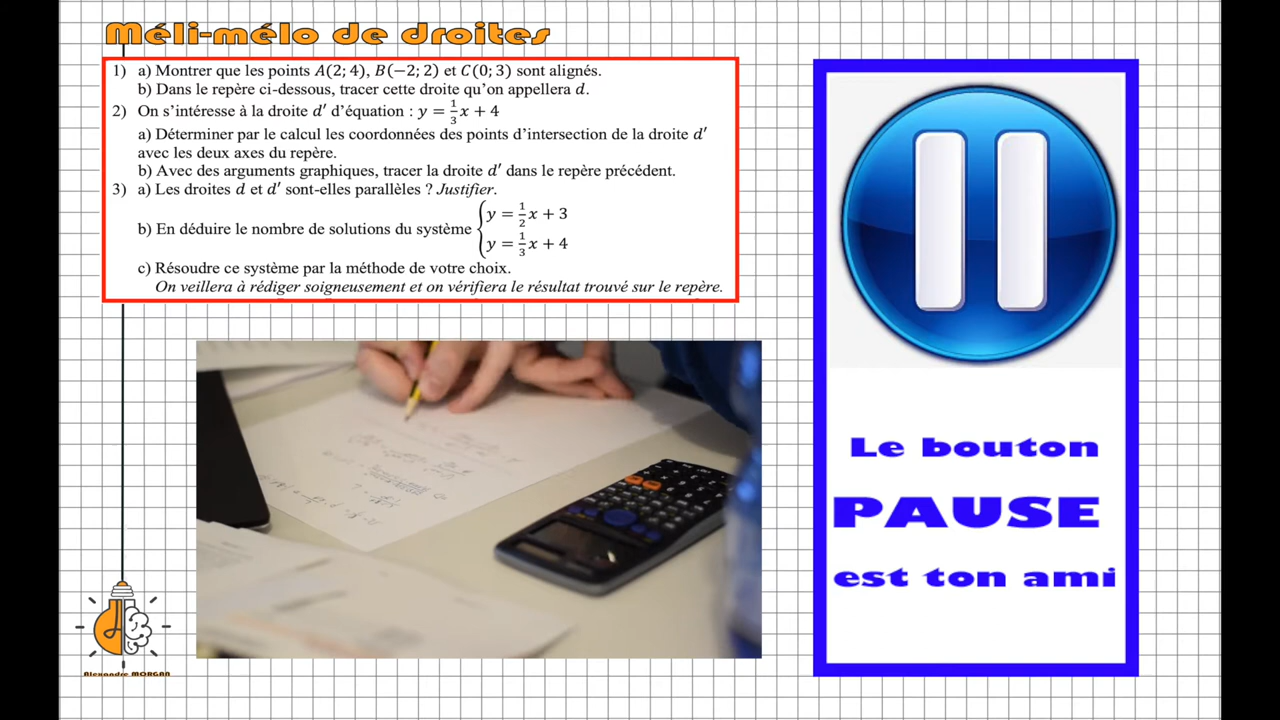 Méli-mélo de droites
1) a) Montrer que les points A(2; 4), B(−2; 2) et C(0; 3) sont alignés.
b) Dans le repère ci-dessous, tracer cette droite qu'on appellera d.
2) On s'intéresse à la droite d′ d'équation : y = 1/3 x + 4
a) Déterminer par le calcul les coordonnées des points d'intersection de la droite d′
avec les deux axes du repère.
b) Avec des arguments graphiques, tracer la droite d′ dans le repère précédent.
3) a) Les droites d et d′ sont-elles parallèles ? Justifier.
b) En déduire le nombre de solutions du système { y = 1/2 x + 3
y = 1/3 x + 4
c) Résoudre ce système par la méthode de votre choix.
On veillera à rédiger soigneusement et on vérifiera le résultat trouvé sur le repère.
Le bouton
PAUSE
est ton ami
Alexandre MORGAN